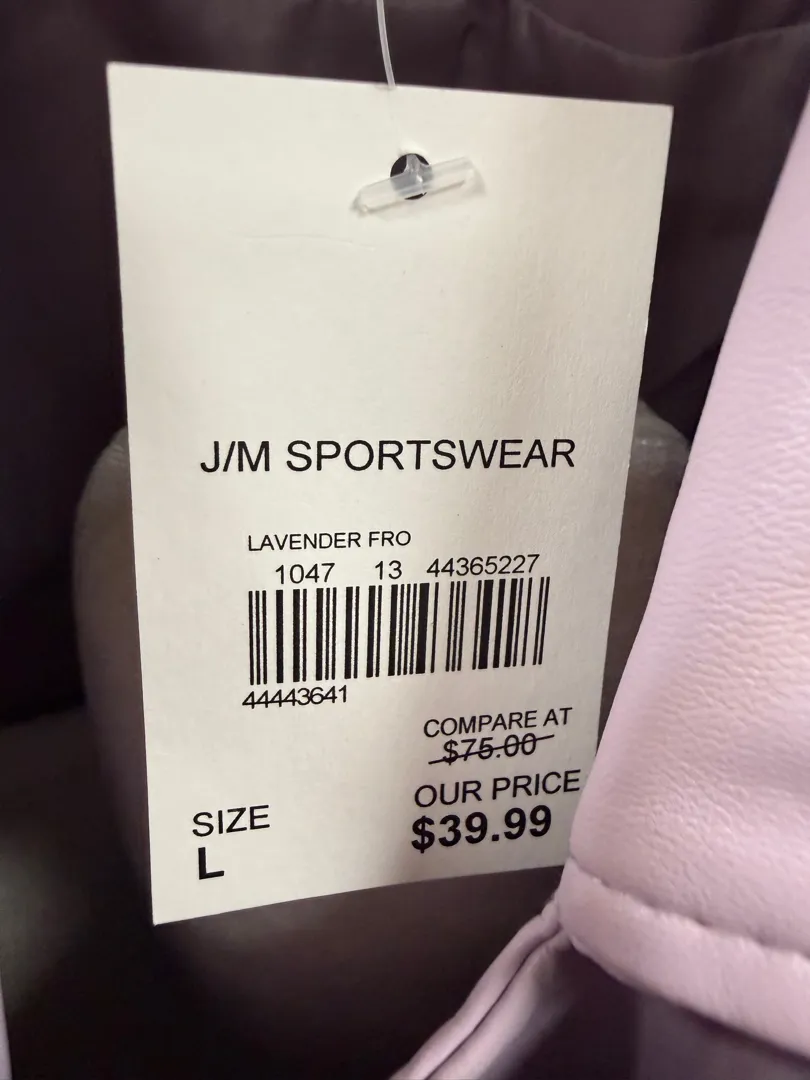 J/M SPORTSWEAR
LAVENDER FRO
1047 13 44365227
44443641
COMPARE AT
$75.00
OUR PRICE
$39.99
SIZE
L